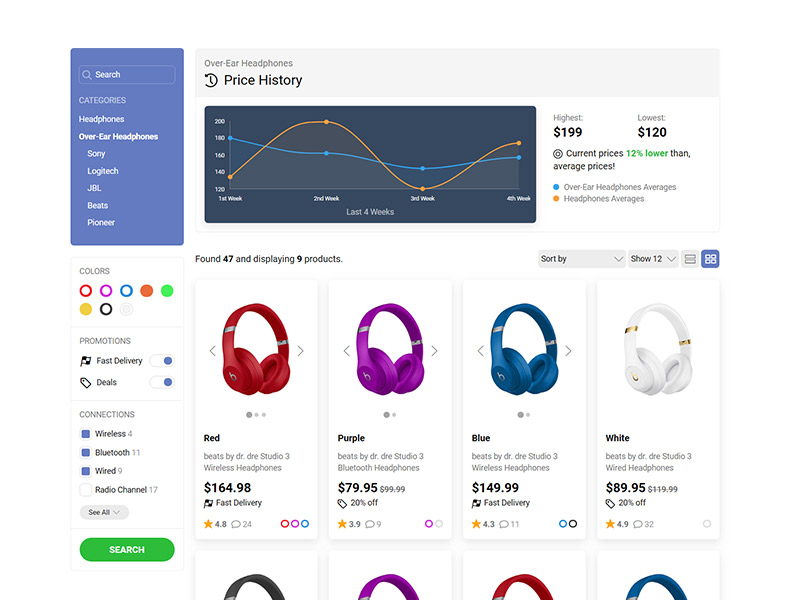 Search
CATEGORIES
Headphones
Over-Ear Headphones
Sony
Logitech
JBL
Beats
Pioneer
COLORS
PROMOTIONS
Fast Delivery
Deals
CONNECTIONS
Wireless 4
Bluetooth 11
Wired 9
Radio Channel 17
See All
SEARCH
Over-Ear Headphones
Price History
200
180
160
140
120
1st Week
2nd Week
3rd Week
4th Week
Last 4 Weeks
Highest:
$199
Lowest:
$120
Current prices 12% lower than,
average prices!
Over-Ear Headphones Averages
Headphones Averages
Found 47 and displaying 9 products.
Sort by
Show 12
Red
beats by dr. dre Studio 3
Wireless Headphones
$164.98
Fast Delivery
4.8 24
Purple
beats by dr. dre Studio 3
Bluetooth Headphones
$79.95 $99.99
20% off
3.9 9
Blue
beats by dr. dre Studio 3
Wireless Headphones
$149.99
Fast Delivery
4.3 11
White
beats by dr. dre Studio 3
Wired Headphones
$89.95 $119.99
20% off
4.9 32